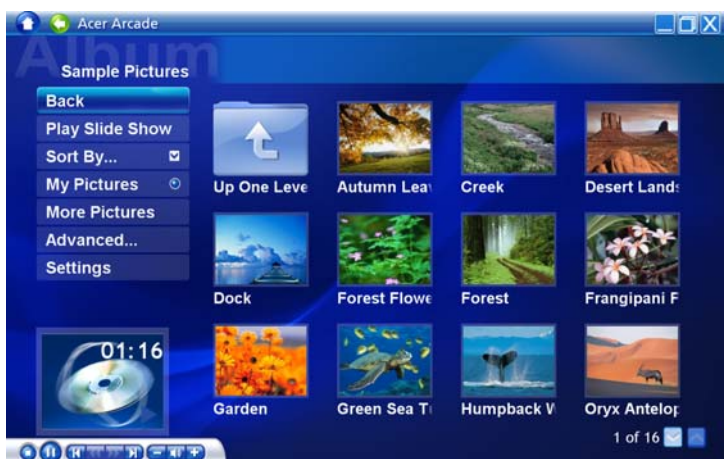 Acer Arcade
Album
Sample Pictures
Back
Play Slide Show
Sort By...
My Pictures
More Pictures
Advanced...
Settings
Up One Leve
Autumn Lea
Creek
Desert Lands
Dock
Forest Flowe
Forest
Frangipani F
Garden
Green Sea T
Humpback W
Oryx Antelop
01:16
1 of 16